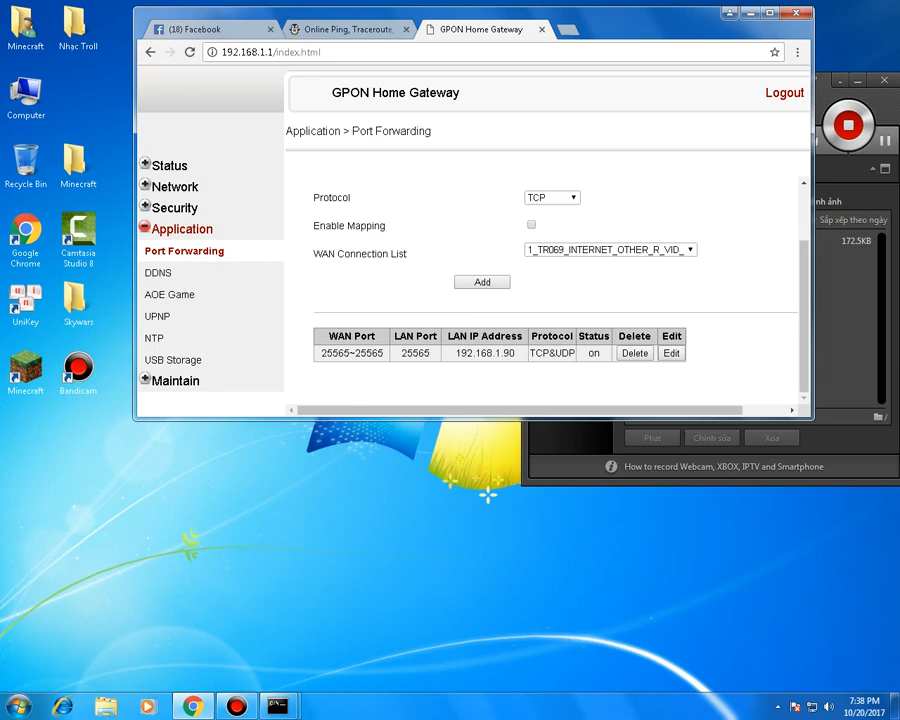 Minecraft
Nhạc Troll
Computer
Recycle Bin
Minecraft
Google Chrome
Camtasia Studio 8
UniKey
Skywars
Minecraft
Bandicam
(18) Facebook
Online Ping, Traceroute,
GPON Home Gateway
192.168.1.1/index.html
GPON Home Gateway
Logout
Application > Port Forwarding
Status
Network
Security
Application
Port Forwarding
DDNS
AOE Game
UPNP
NTP
USB Storage
Maintain
Protocol
TCP
Enable Mapping
WAN Connection List
1_TR069_INTERNET_OTHER_R_VID_
Add
WAN Port LAN Port LAN IP Address Protocol Status Delete Edit
25565~25565 25565 192.168.1.90 TCP&UDP on Delete Edit
ình ảnh
Sắp xếp theo ngày
172.5KB
Phát
Chỉnh sửa
Xóa
How to record Webcam, XBOX, IPTV and Smartphone
7:38 PM
10/20/2017